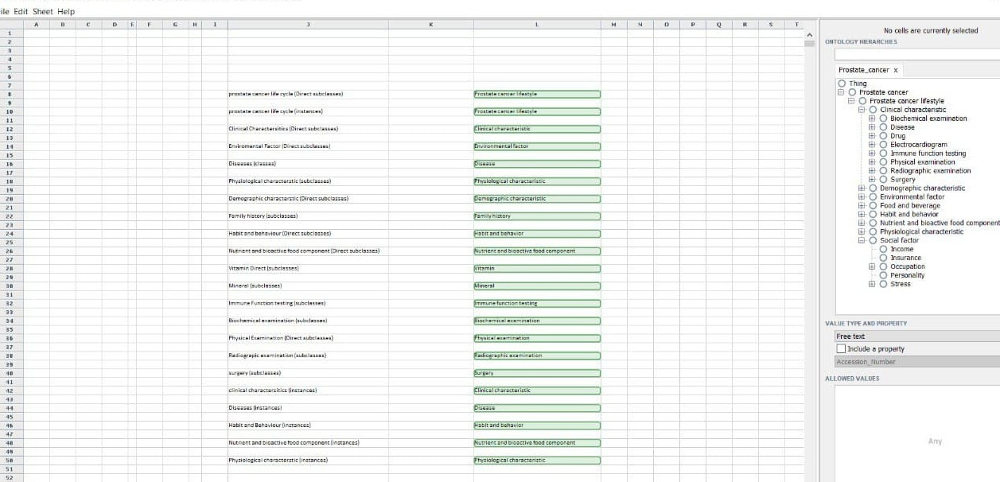 ile Edit Sheet Help
A B C D E F G H I J K L M N O P Q R S T
1
2
3
4
5
6
7
8 prostate cancer life cycle (Direct subclasses) Prostate cancer lifestyle
9
10 prostate cancer life cycle (instances) Prostate cancer lifestyle
11
12 Clinical Charactersitics (Direct subclasses) Clinical characteristic
13
14 Enviromental Factor (Direct subclasses) Environmental factor
15
16 Diseases (classes) Disease
17
18 Physiological characterstic (subclasses) Physiological characteristic
19
20 Demographic characterstic (Direct subclasses) Demographic characteristic
21
22 Family history (subclasses) Family history
23
24 Habit and behaviour (Direct subclasses) Habit and behavior
25
26 Nutrient and bioactive food component (Direct subclasses) Nutrient and bioactive food component
27
28 Vitamin Direct (subclasses) Vitamin
29
30 Mineral (subclasses) Mineral
31
32 Immune Function testing (subclasses) Immune function testing
33
34 Biochemical examination (subclasses) Biochemical examination
35
36 Physical Examination (Direct subclasses) Physical examination
37
38 Radiograpic examination (subclasses) Radiographic examination
39
40 surgery (subclasses) Surgery
41
42 clinical charactersitics (instances) Clinical characteristic
43
44 Diseases (instances) Disease
45
46 Habit and Behaviour (instances) Habit and behavior
47
48 Nutrient and bioactive food component (instances) Nutrient and bioactive food component
49
50 Physiological characterstic (instances) Physiological characteristic
51
52
No cells are currently selected
ONTOLOGY HIERARCHIES
Prostate_cancer x
Thing
Prostate cancer
Prostate cancer lifestyle
Clinical characteristic
Biochemical examination
Disease
Drug
Electrocardiogram
Immune function testing
Physical examination
Radiographic examination
Surgery
Demographic characteristic
Environmental factor
Food and beverage
Habit and behavior
Nutrient and bioactive food component
Physiological characteristic
Social factor
Income
Insurance
Occupation
Personality
Stress
VALUE TYPE AND PROPERTY
Free text
Include a property
Accession_Number
ALLOWED VALUES
Any